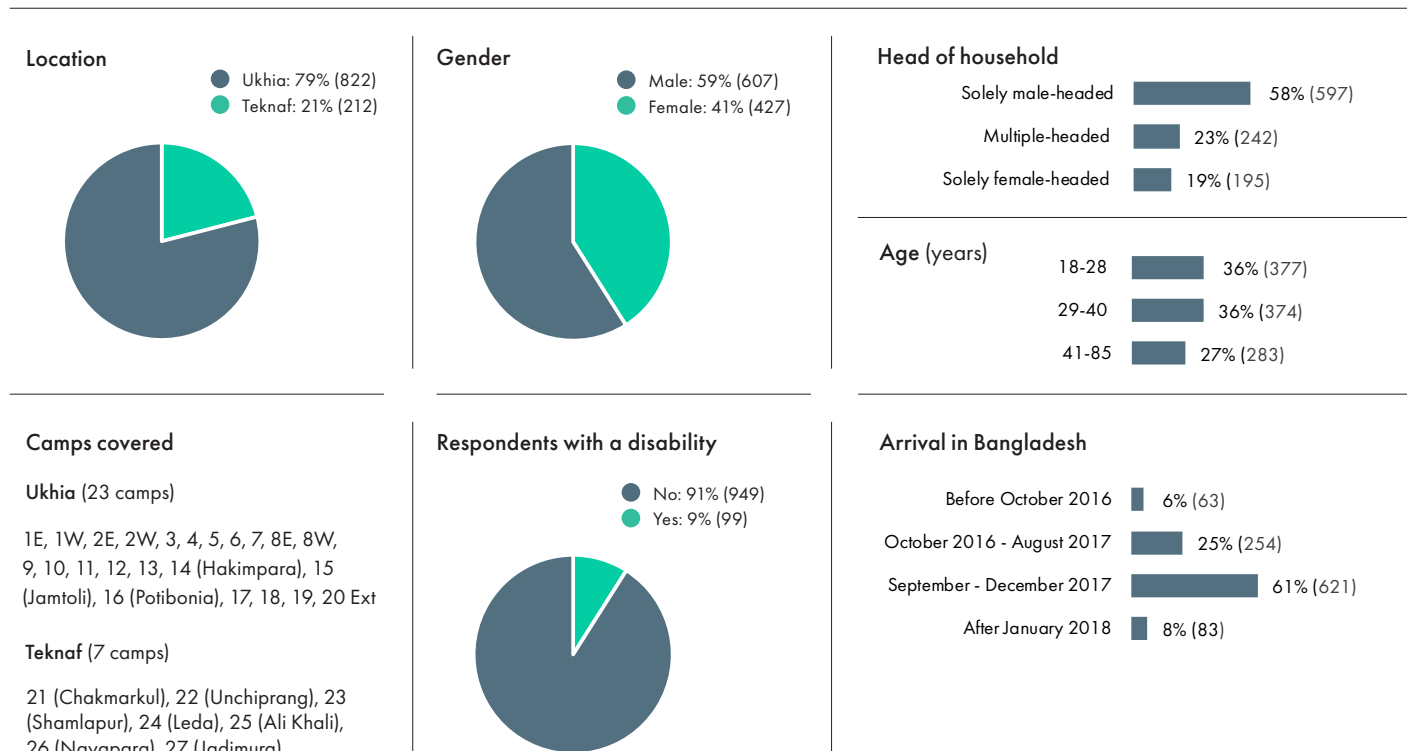 Location
Ukhia: 79% (822)
Teknaf: 21% (212)
Gender
Male: 59% (607)
Female: 41% (427)
Head of household
Solely male-headed 58% (597)
Multiple-headed 23% (242)
Solely female-headed 19% (195)
Age (years)
18-28 36% (377)
29-40 36% (374)
41-85 27% (283)
Camps covered
Ukhia (23 camps)
1E, 1W, 2E, 2W, 3, 4, 5, 6, 7, 8E, 8W,
9, 10, 11, 12, 13, 14 (Hakimpara), 15
(Jamtoli), 16 (Potibonia), 17, 18, 19, 20 Ext
Teknaf (7 camps)
21 (Chakmarkul), 22 (Unchiprang), 23
(Shamlapur), 24 (Leda), 25 (Ali Khali),
26 (Nayapara), 27 (Jadimura)
Respondents with a disability
No: 91% (949)
Yes: 9% (99)
Arrival in Bangladesh
Before October 2016 6% (63)
October 2016 - August 2017 25% (254)
September - December 2017 61% (621)
After January 2018 8% (83)